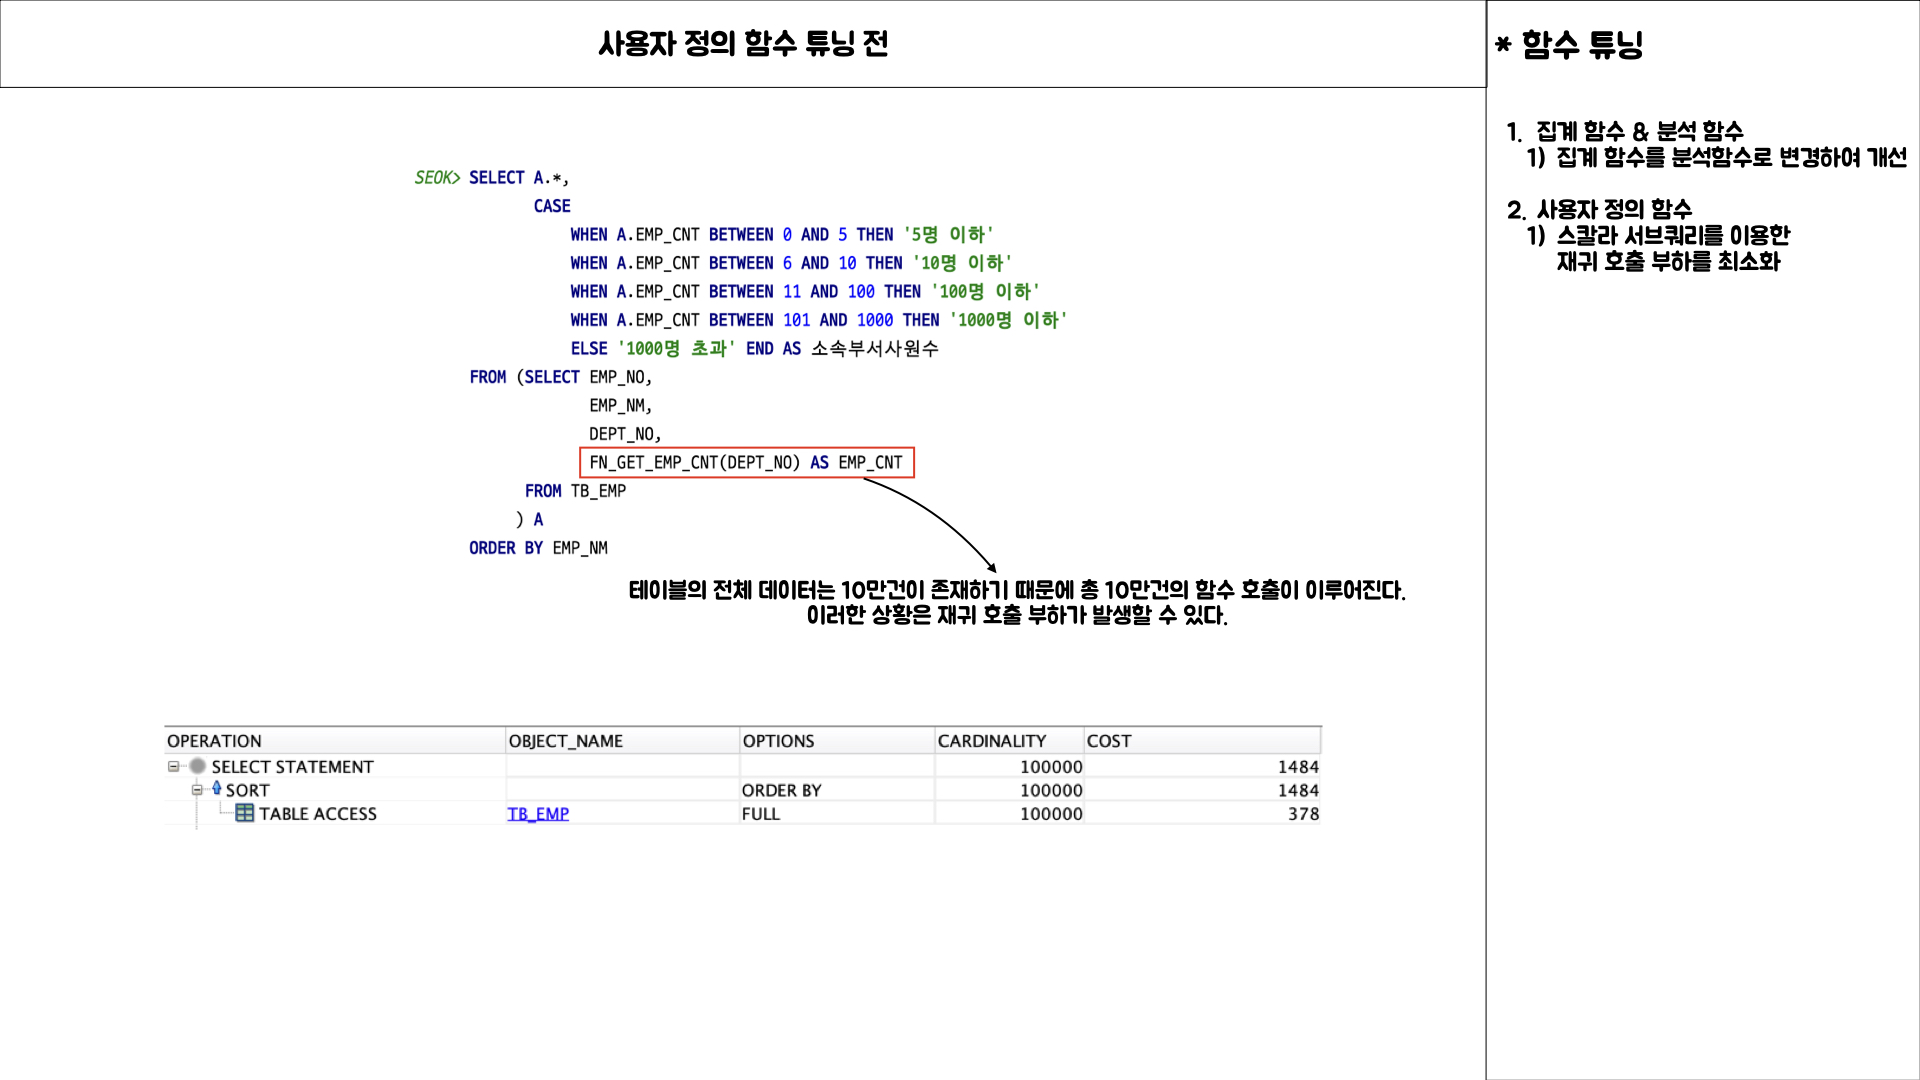 사용자 정의 함수 튜닝 전
SEOK> SELECT A.*,
CASE
WHEN A.EMP_CNT BETWEEN 0 AND 5 THEN '5명 이하'
WHEN A.EMP_CNT BETWEEN 6 AND 10 THEN '10명 이하'
WHEN A.EMP_CNT BETWEEN 11 AND 100 THEN '100명 이하'
WHEN A.EMP_CNT BETWEEN 101 AND 1000 THEN '1000명 이하'
ELSE '1000명 초과' END AS 소속부서사원수
FROM (SELECT EMP_NO,
EMP_NM,
DEPT_NO,
FN_GET_EMP_CNT(DEPT_NO) AS EMP_CNT
FROM TB_EMP
) A
ORDER BY EMP_NM
테이블의 전체 데이터는 10만건이 존재하기 때문에 총 10만건의 함수 호출이 이루어진다.
이러한 상황은 재귀 호출 부하가 발생할 수 있다.
OPERATION OBJECT_NAME OPTIONS CARDINALITY COST
SELECT STATEMENT 100000 1484
SORT ORDER BY 100000 1484
TABLE ACCESS TB_EMP FULL 100000 378
* 함수 튜닝
1. 집계 함수 & 분석 함수
1) 집계 함수를 분석함수로 변경하여 개선
2. 사용자 정의 함수
1) 스칼라 서브쿼리를 이용한
재귀 호출 부하를 최소화